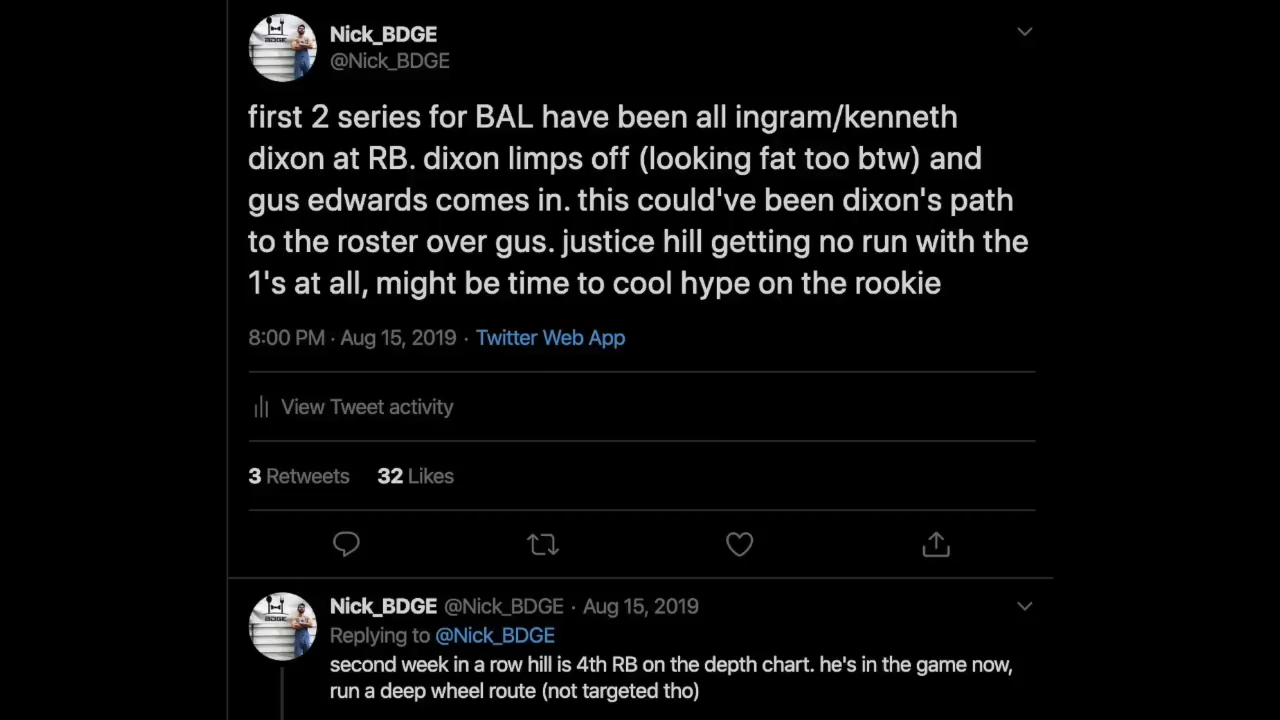 Nick_BDGE
@Nick_BDGE
first 2 series for BAL have been all ingram/kenneth
dixon at RB. dixon limps off (looking fat too btw) and
gus edwards comes in. this could've been dixon's path
to the roster over gus. justice hill getting no run with the
1's at all, might be time to cool hype on the rookie
8:00 PM · Aug 15, 2019 · Twitter Web App
View Tweet activity
3 Retweets 32 Likes
Nick_BDGE @Nick_BDGE · Aug 15, 2019
Replying to @Nick_BDGE
second week in a row hill is 4th RB on the depth chart. he's in the game now,
run a deep wheel route (not targeted tho)